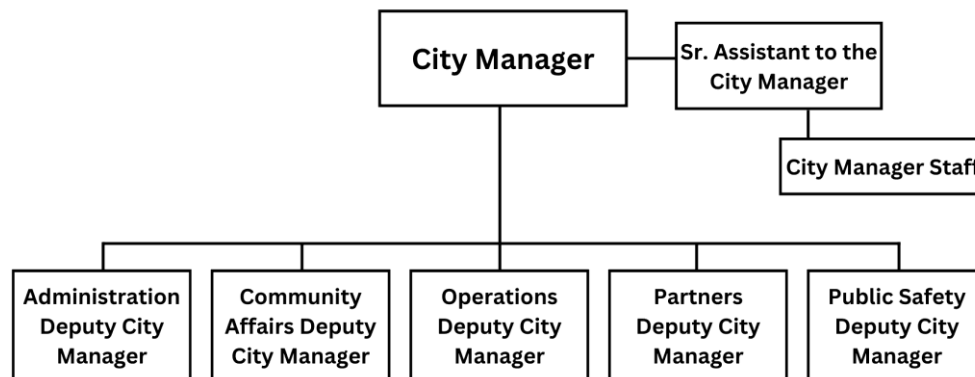 City Manager
Sr. Assistant to the
City Manager
City Manager Staff
Administration
Deputy City
Manager
Community
Affairs Deputy
City Manager
Operations
Deputy City
Manager
Partners
Deputy City
Manager
Public Safety
Deputy City
Manager